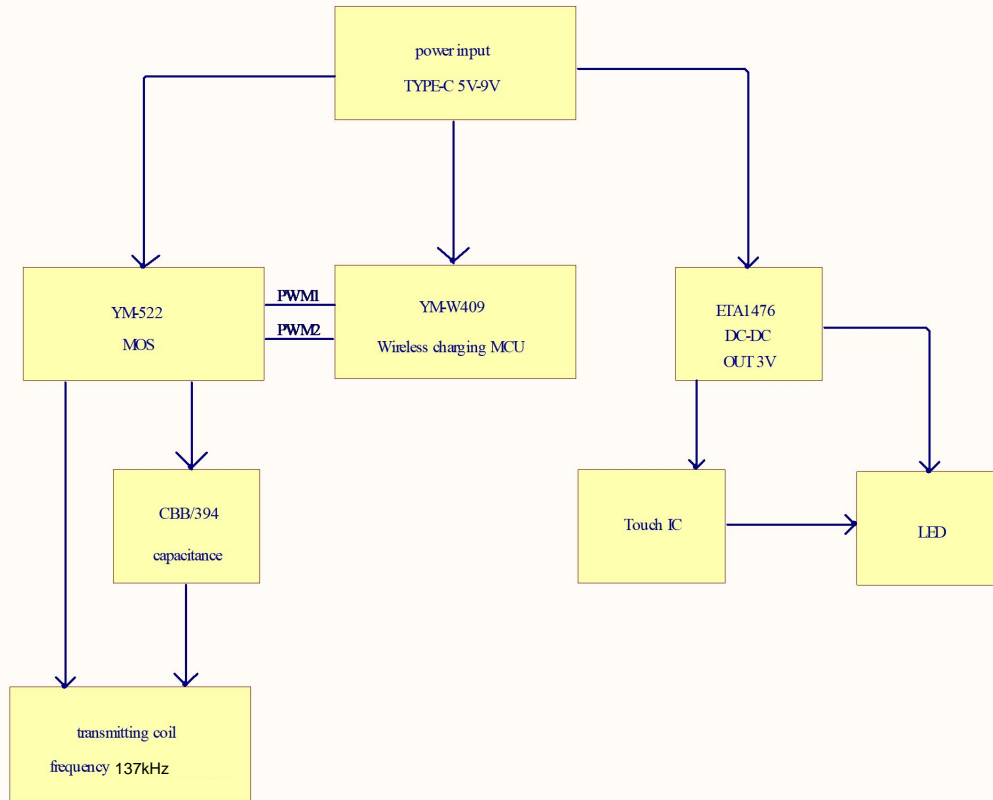 power input
TYPE-C 5V-9V
YM-522
MOS
PWM1
PWM2
YM-W409
Wireless charging MCU
ETA1476
DC-DC
OUT 3V
CBB/394
capacitance
Touch IC
LED
transmitting coil
frequency 137kHz